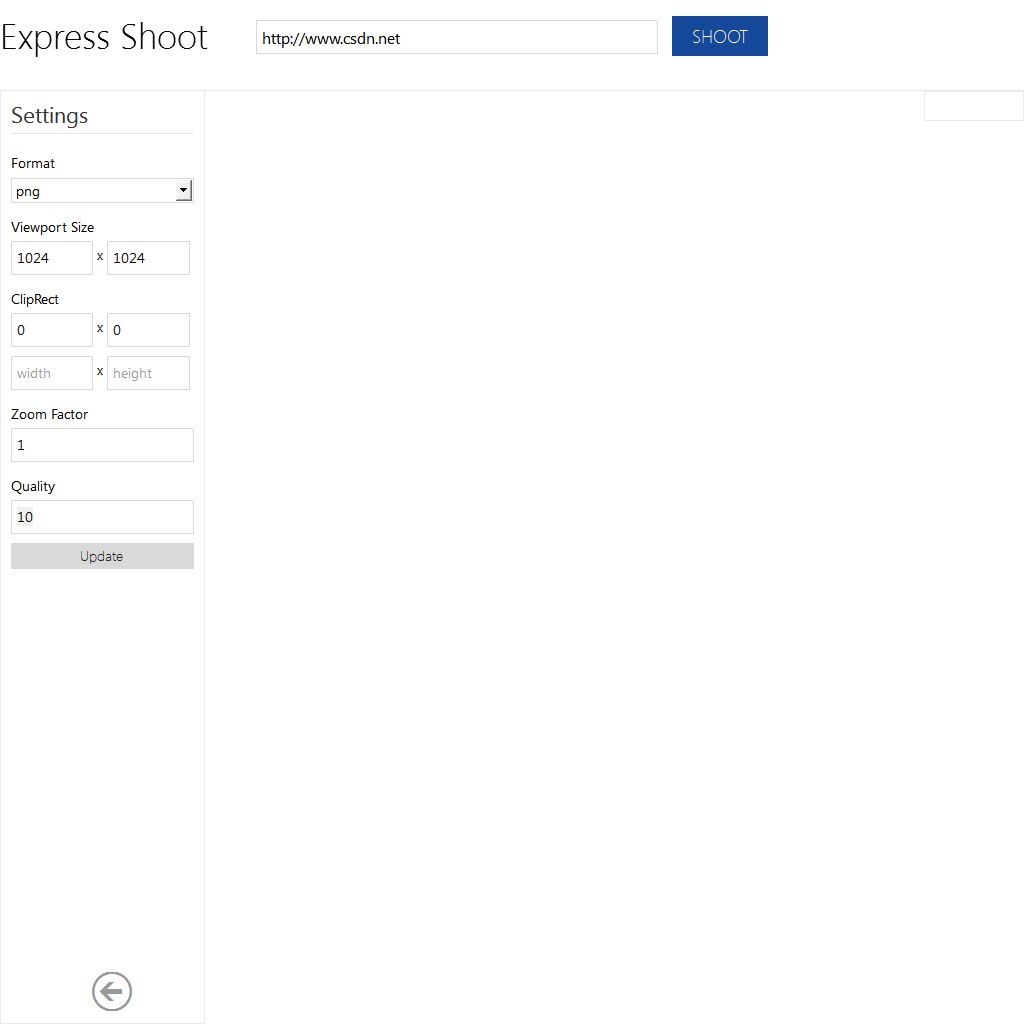 Express Shoot
http://www.csdn.net
SHOOT
Settings
Format
png
Viewport Size
1024 x 1024
ClipRect
0 x 0
width x height
Zoom Factor
1
Quality
10
Update